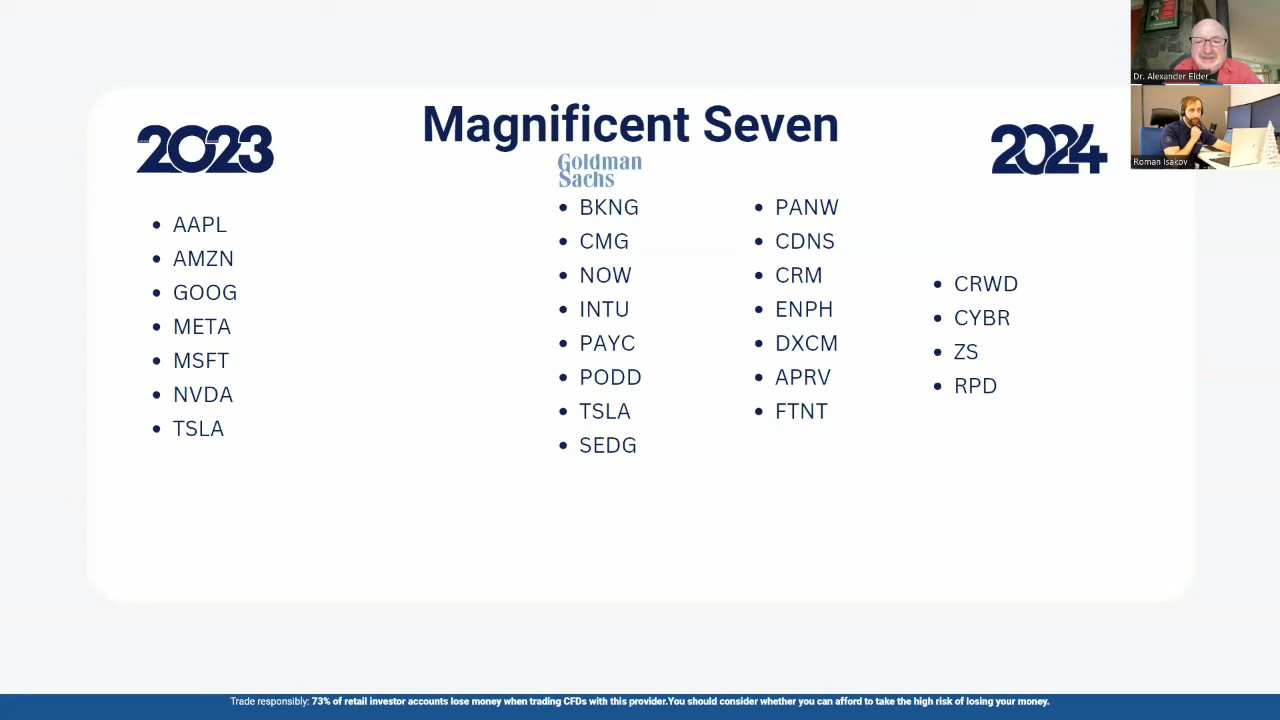 Magnificent Seven
2023
Goldman
Sachs
2024
AAPL
AMZN
GOOG
META
MSFT
NVDA
TSLA
BKNG
CMG
NOW
INTU
PAYC
PODD
TSLA
SEDG
PANW
CDNS
CRM
ENPH
DXCM
APRV
FTNT
CRWD
CYBR
ZS
RPD
Dr. Alexander Elder
Roman Isakov
Trade responsibly: 73% of retail investor accounts lose money when trading CFDs with this provider.You should consider whether you can afford to take the high risk of losing your money.